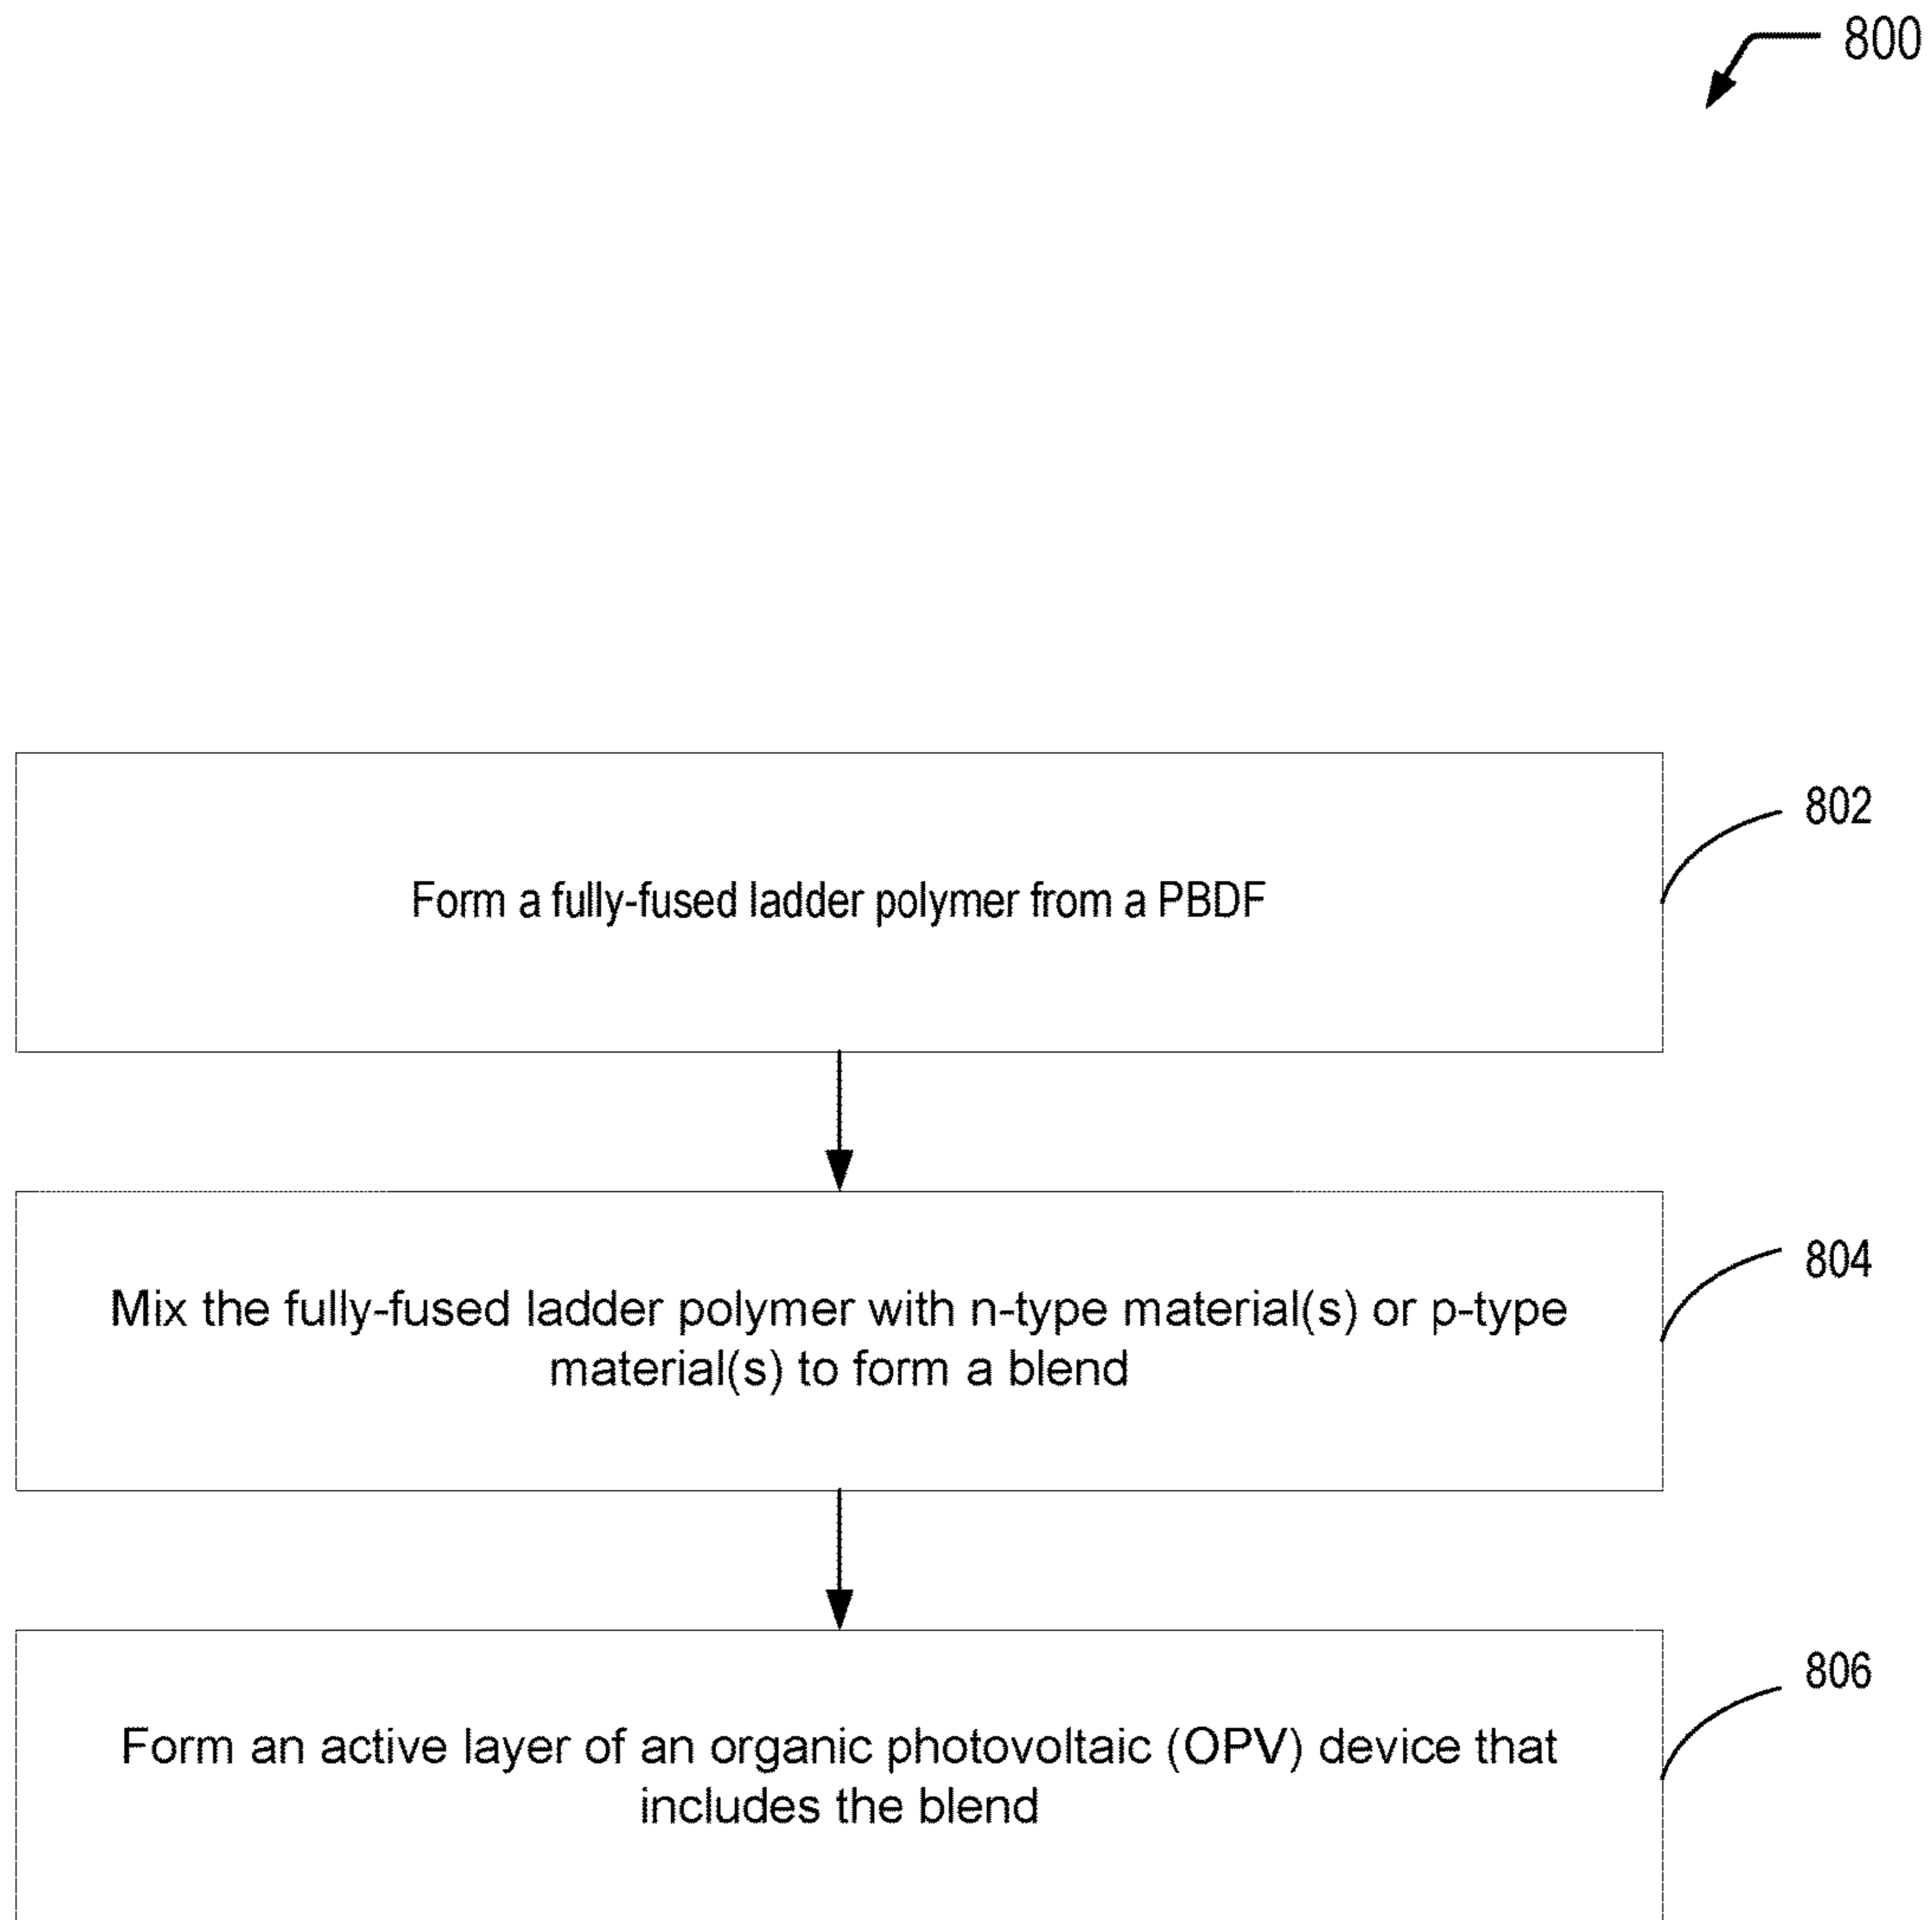 800
802
Form a fully-fused ladder polymer from a PBDF
804
Mix the fully-fused ladder polymer with n-type material(s) or p-type
material(s) to form a blend
806
Form an active layer of an organic photovoltaic (OPV) device that
includes the blend